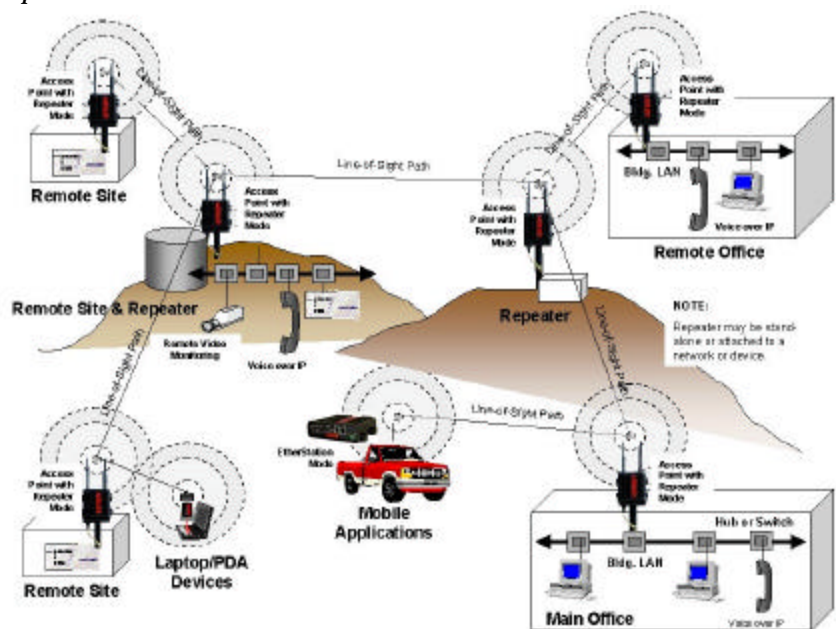 Access
Point with
Repeater
Mode
Line-of-Sight Path
Remote Site
Access
Point with
Repeater
Mode
Line-of-Sight Path
Line-of-Sight Path
Access
Point with
Repeater
Mode
Bldg. LAN
Voice over IP
Remote Office
Access
Point with
Repeater
Mode
Repeater
NOTE:
Repeater may be stand-
alone or attached to a
network or device.
Remote Site & Repeater
Remote Video
Monitoring
Voice over IP
Line-of-Sight Path
Line-of-Sight Path
Line-of-Sight Path
EtherStation
Mode
Mobile
Applications
Access
Point with
Repeater
Mode
Remote Site
Laptop/PDA
Devices
Access
Point with
Repeater
Mode
Hub or Switch
Bldg. LAN
Main Office
Voice over IP